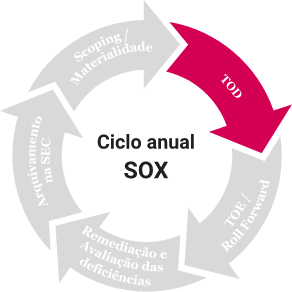 Scoping /
Materialidade
TOD
TOE /
Roll Forward
Remediação e
Avaliação das
deficiências
Arquivamento
na SEC
Ciclo anual
SOX